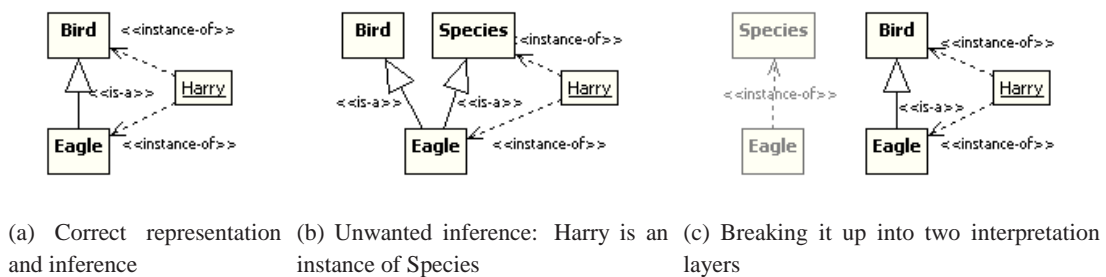 Bird
<<instance-of>>
<<is-a>>
Harry
Eagle
<<instance-of>>
Bird
Species
<<instance-of>>
<<is-a>>
<<is-a>>
Harry
Eagle
<<instance-of>>
Species
<<instance-of>>
Eagle
Bird
<<instance-of>>
<<is-a>>
Harry
Eagle
<<instance-of>>
(a) Correct representation
and inference
(b) Unwanted inference: Harry is an
instance of Species
(c) Breaking it up into two interpretation
layers